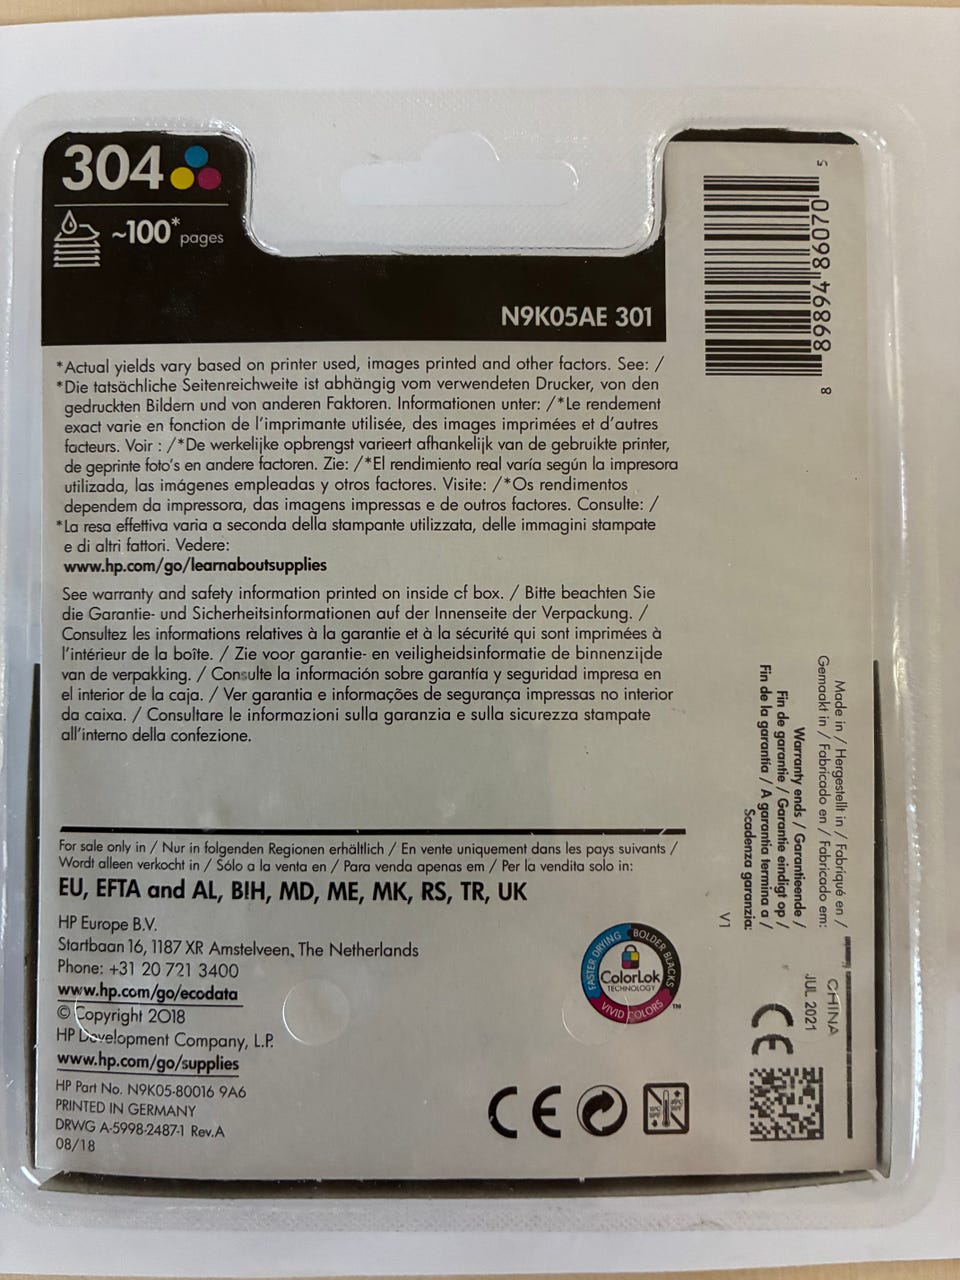 304
~100* pages
N9K05AE 301
*Actual yields vary based on printer used, images printed and other factors. See: /
*Die tatsächliche Seitenreichweite ist abhängig vom verwendeten Drucker, von den
gedruckten Bildern und von anderen Faktoren. Informationen unter: /*Le rendement
exact varie en fonction de l'imprimante utilisée, des images imprimées et d'autres
facteurs. Voir : /*De werkelijke opbrengst varieert afhankelijk van de gebruikte printer,
de geprinte foto's en andere factoren. Zie: /*El rendimiento real varía según la impresora
utilizada, las imágenes empleadas y otros factores. Visite: /*Os rendimentos
dependem da impressora, das imagens impressas e de outros factores. Consulte: /
*La resa effettiva varia a seconda della stampante utilizzata, delle immagini stampate
e di altri fattori. Vedere:
www.hp.com/go/learnaboutsupplies
See warranty and safety information printed on inside of box. / Bitte beachten Sie
die Garantie- und Sicherheitsinformationen auf der Innenseite der Verpackung. /
Consultez les informations relatives à la garantie et à la sécurité qui sont imprimées à
l'intérieur de la boîte. / Zie voor garantie- en veiligheidsinformatie de binnenzijde
van de verpakking. / Consulte la información sobre garantía y seguridad impresa en
el interior de la caja. / Ver garantia e informações de segurança impressas no interior
da caixa. / Consultare le informazioni sulla garanzia e sulla sicurezza stampate
all'interno della confezione.
For sale only in / Nur in folgenden Regionen erhältlich / En vente uniquement dans les pays suivants /
Wordt alleen verkocht in / Sólo a la venta en / Para venda apenas em / Per la vendita solo in:
EU, EFTA and AL, BIH, MD, ME, MK, RS, TR, UK
HP Europe B.V.
Startbaan 16, 1187 XR Amstelveen, The Netherlands
Phone: +31 20 721 3400
www.hp.com/go/ecodata
© Copyright 2018
HP Development Company, L.P.
www.hp.com/go/supplies
HP Part No. N9K05-80016 9A6
PRINTED IN GERMANY
DRWG A-5998-2487-1 Rev.A
08/18
FASTER DRYING
BOLDER BLACKS
ColorLok
TECHNOLOGY
VIVID COLORS
TM
CE
5 070098 498698 8
Made in / Hergestellt in / Fabriqué en /
Gemaakt in / Fabricado en / Fabricado em:
CHINA
Warranty ends / Garantieende /
Fin de garantie / Garantie eindigt op /
Fin de la garantía / A garantia termina a /
Scadenza garanzia:
JUL 2021
V1
CE